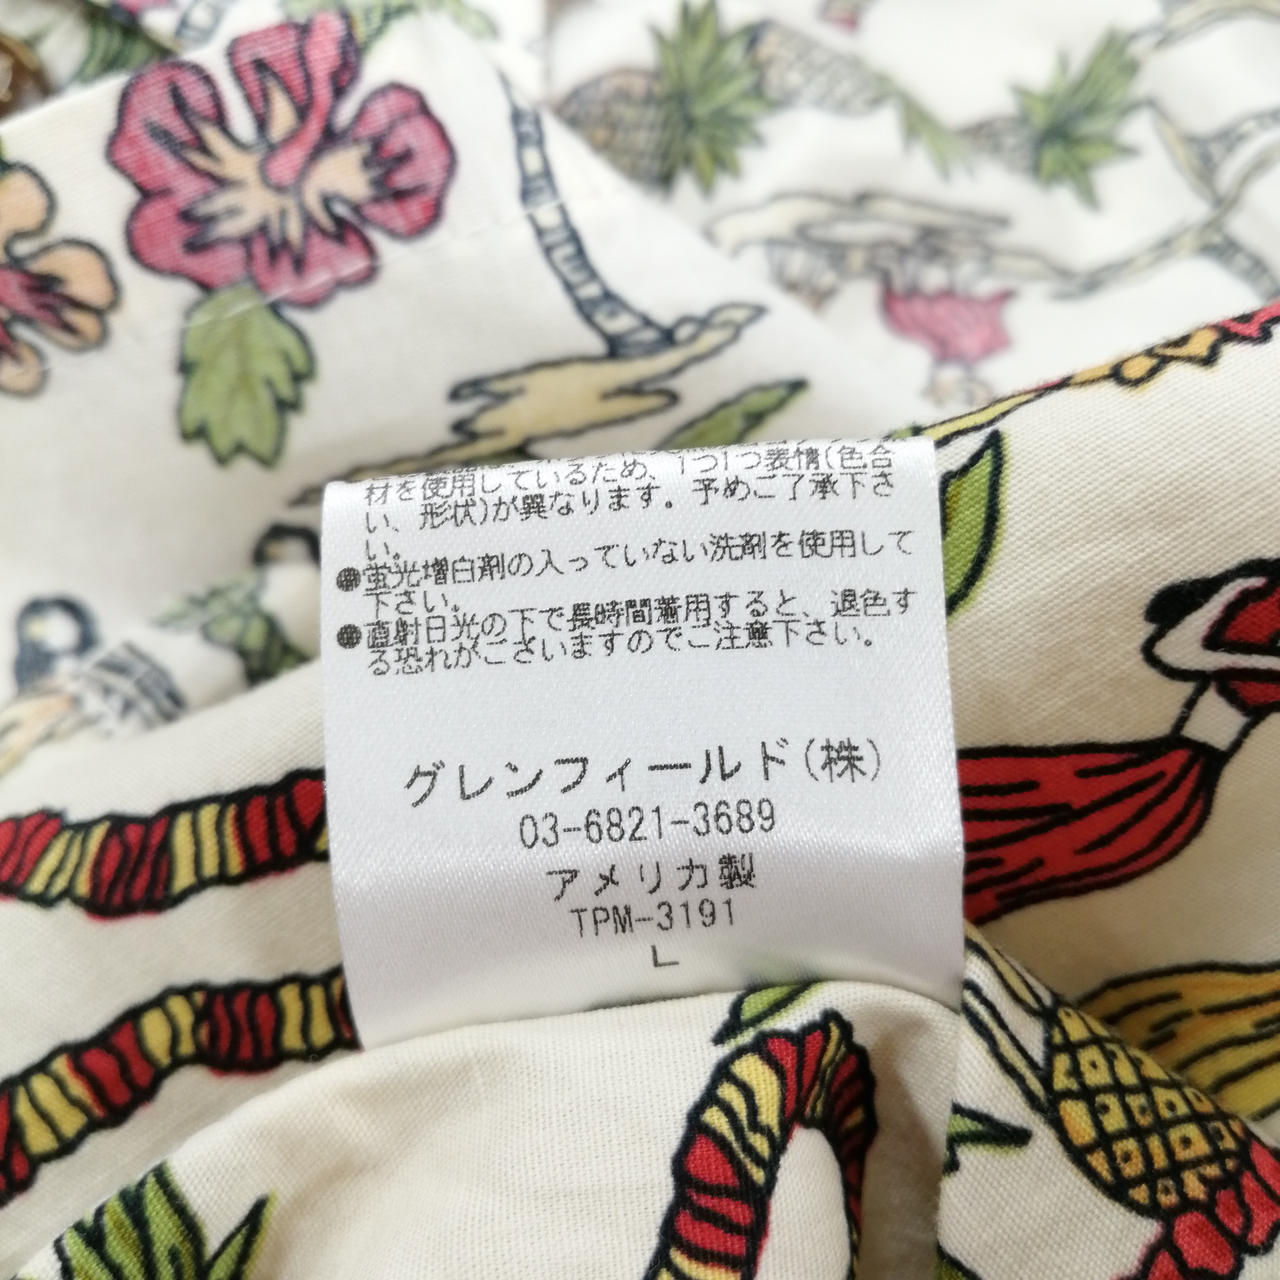 材を使用しているため、1つ1つ表情(色合
い、形状)が異なります。予めご了承下さ
い。
●蛍光増白剤の入っていない洗剤を使用して
下さい。
●直射日光の下で長時間着用すると、退色す
る恐れがございますのでご注意下さい。
グレンフィールド(株)
03-6821-3689
アメリカ製
TPM-3191
L